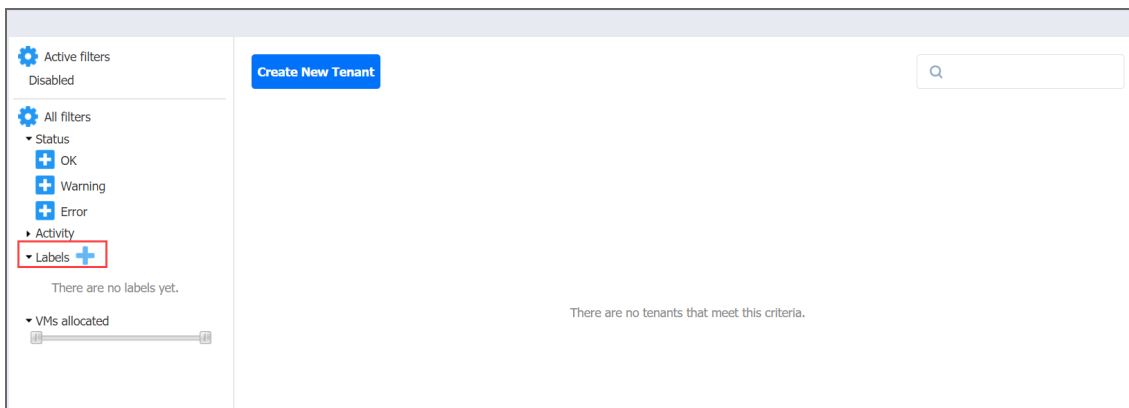 Active filters
Disabled
All filters
Status
OK
Warning
Error
Activity
Labels
There are no labels yet.
VMs allocated
Create New Tenant
There are no tenants that meet this criteria.